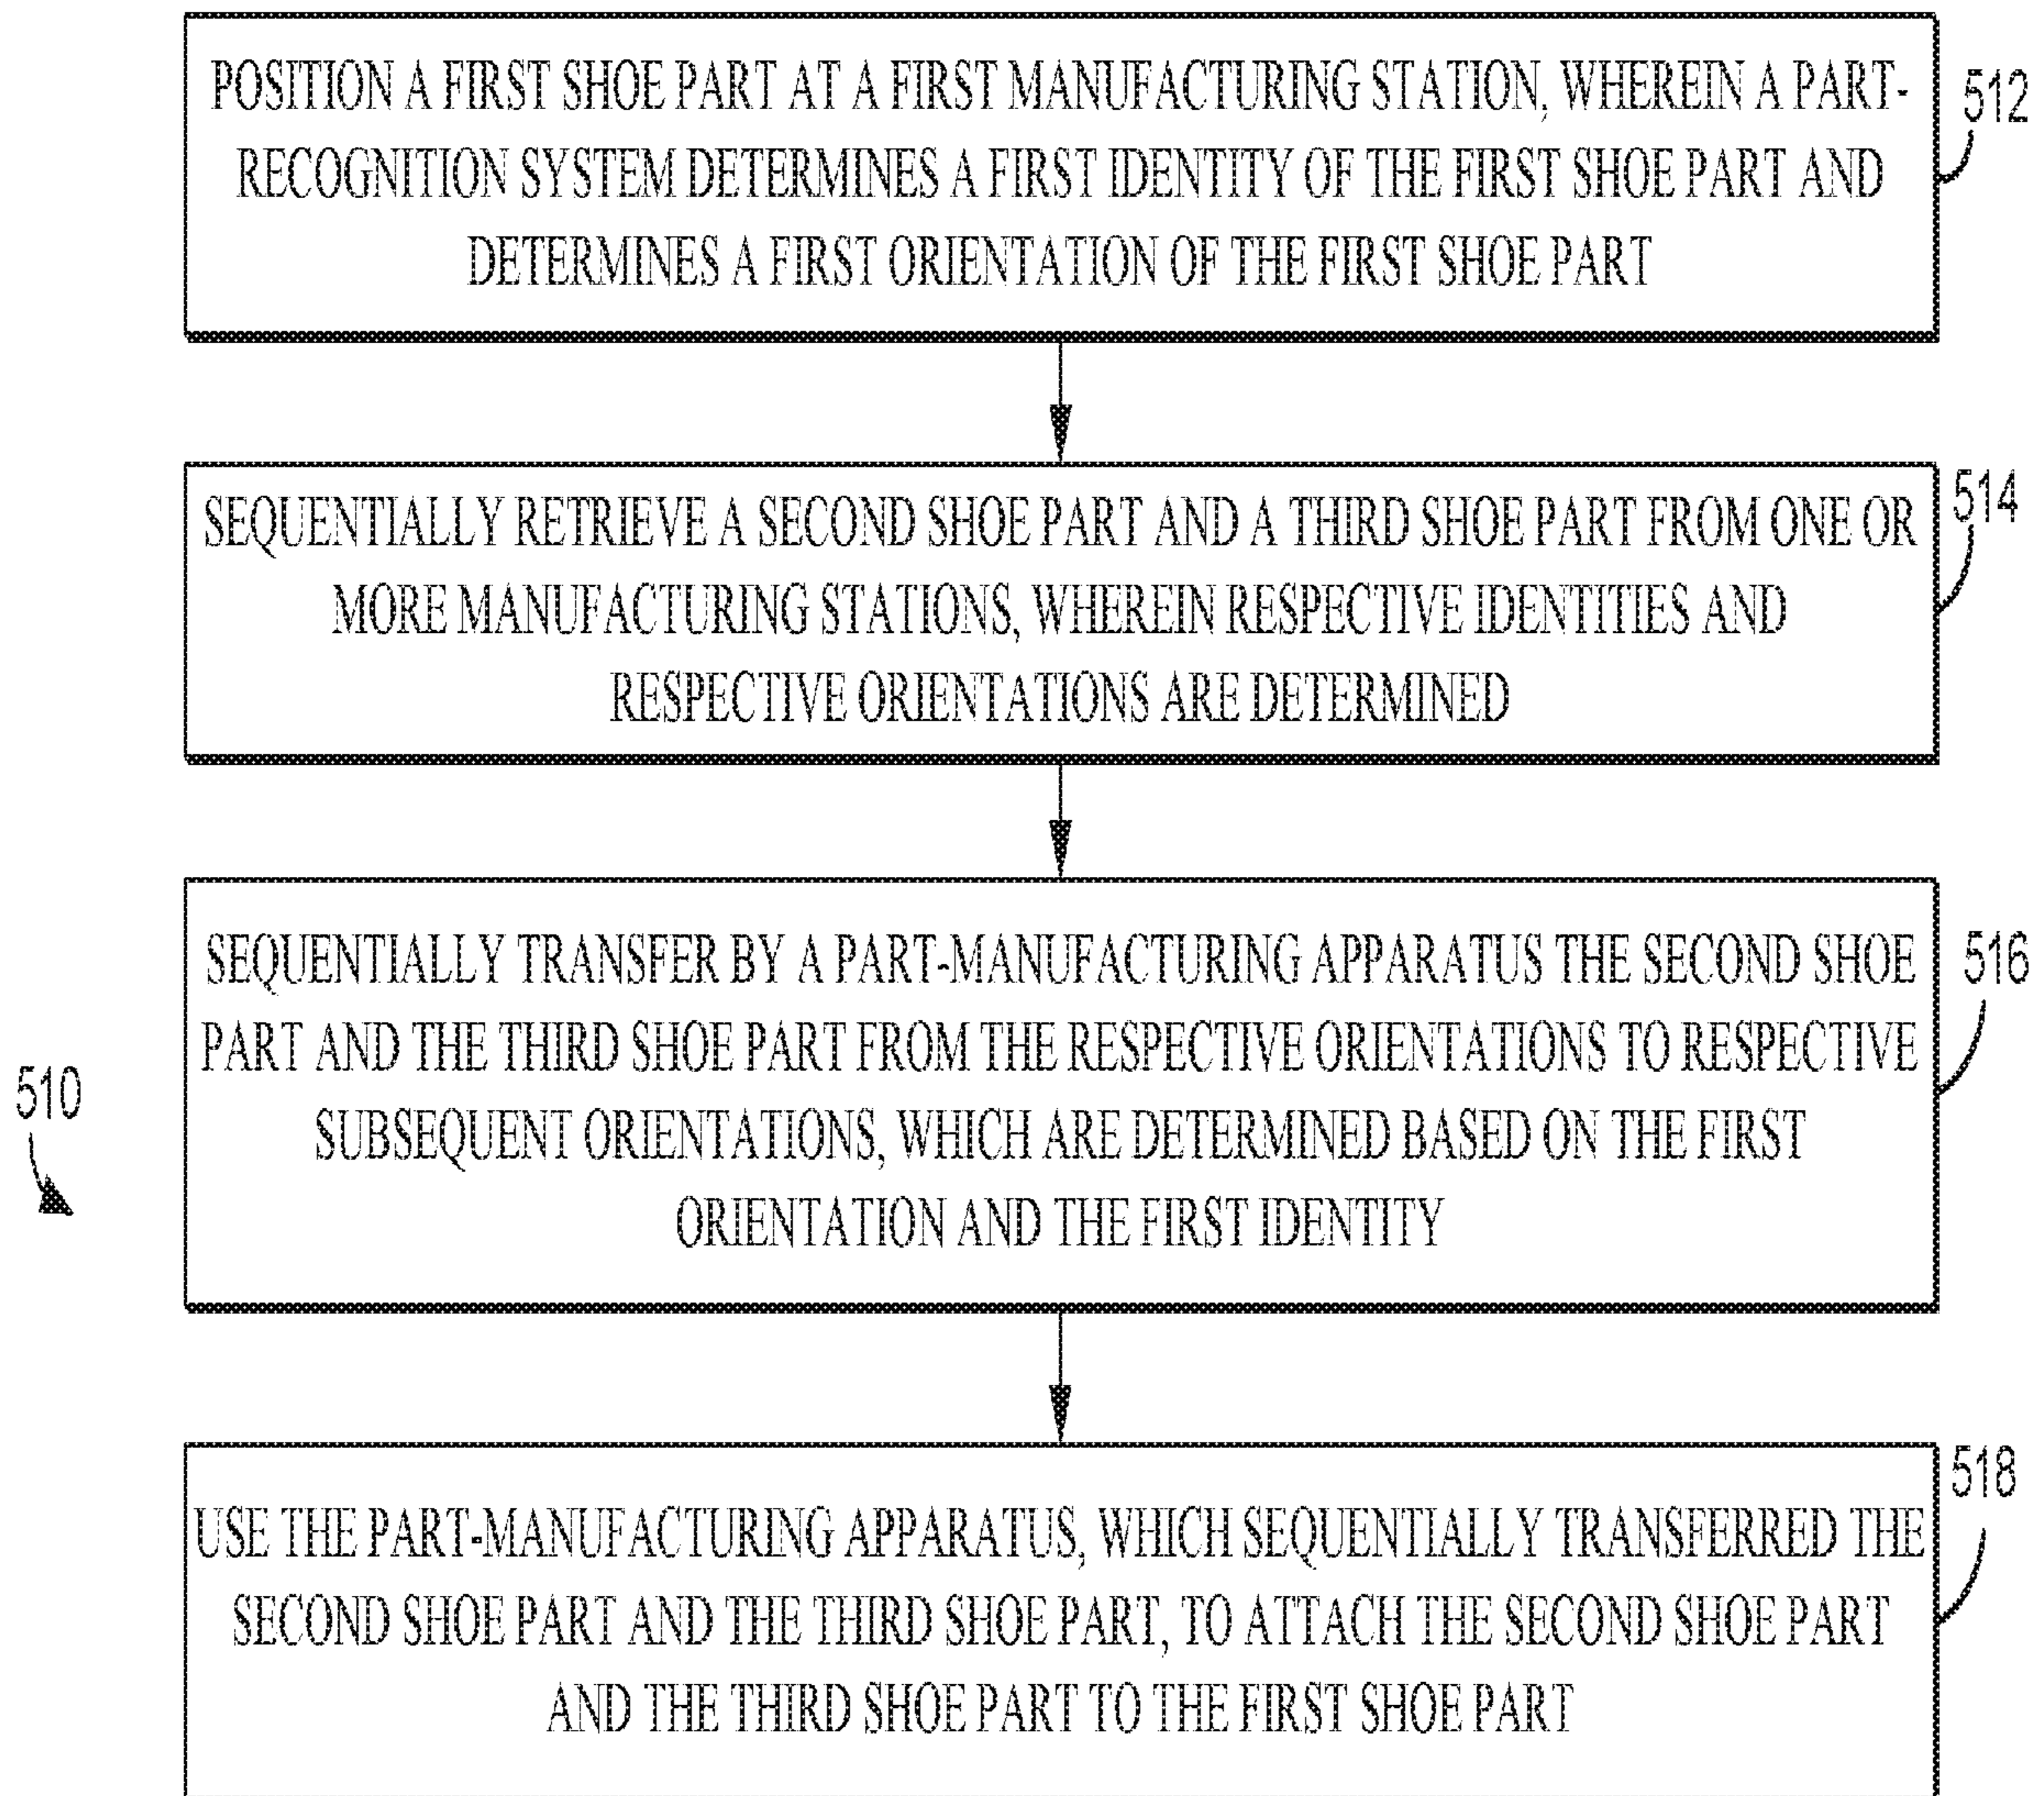 POSITION A FIRST SHOE PART AT A FIRST MANUFACTURING STATION, WHEREIN A PART-
RECOGNITION SYSTEM DETERMINES A FIRST IDENTITY OF THE FIRST SHOE PART AND
DETERMINES A FIRST ORIENTATION OF THE FIRST SHOE PART
512
SEQUENTIALLY RETRIEVE A SECOND SHOE PART AND A THIRD SHOE PART FROM ONE OR
MORE MANUFACTURING STATIONS, WHEREIN RESPECTIVE IDENTITIES AND
RESPECTIVE ORIENTATIONS ARE DETERMINED
514
SEQUENTIALLY TRANSFER BY A PART-MANUFACTURING APPARATUS THE SECOND SHOE
PART AND THE THIRD SHOE PART FROM THE RESPECTIVE ORIENTATIONS TO RESPECTIVE
SUBSEQUENT ORIENTATIONS, WHICH ARE DETERMINED BASED ON THE FIRST
ORIENTATION AND THE FIRST IDENTITY
516
510
USE THE PART-MANUFACTURING APPARATUS, WHICH SEQUENTIALLY TRANSFERRED THE
SECOND SHOE PART AND THE THIRD SHOE PART, TO ATTACH THE SECOND SHOE PART
AND THE THIRD SHOE PART TO THE FIRST SHOE PART
518